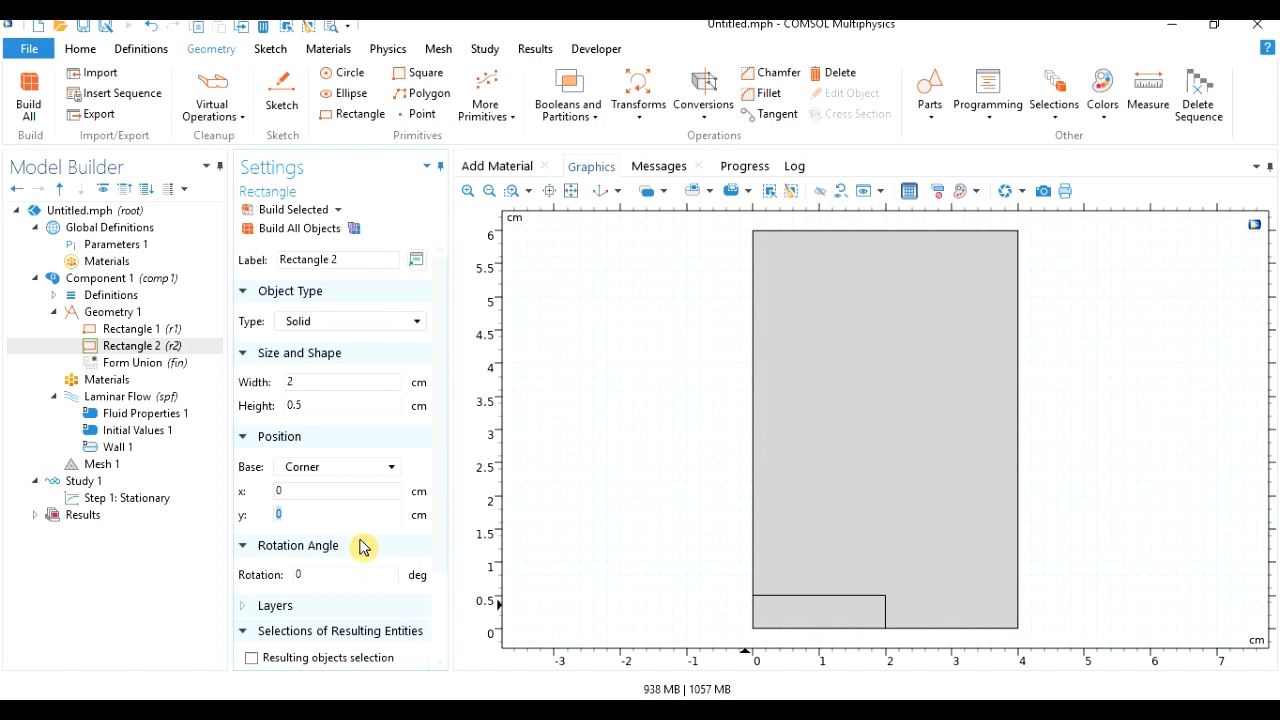 Untitled.mph - COMSOL Multiphysics
File Home Definitions Geometry Sketch Materials Physics Mesh Study Results Developer
Build All
Build
Import
Insert Sequence
Export
Import/Export
Virtual Operations
Cleanup
Sketch
Sketch
Circle
Ellipse
Rectangle
Square
Polygon
Point
More Primitives
Primitives
Booleans and Partitions
Transforms
Conversions
Chamfer
Fillet
Tangent
Delete
Edit Object
Cross Section
Operations
Parts
Programming
Selections
Colors
Measure
Delete Sequence
Other
Model Builder
Untitled.mph (root)
Global Definitions
Pi Parameters 1
Materials
Component 1 (comp1)
Definitions
Geometry 1
Rectangle 1 (r1)
Rectangle 2 (r2)
Form Union (fin)
Materials
Laminar Flow (spf)
Fluid Properties 1
Initial Values 1
Wall 1
Mesh 1
Study 1
Step 1: Stationary
Results
Settings
Rectangle
Build Selected
Build All Objects
Label: Rectangle 2
Object Type
Type: Solid
Size and Shape
Width: 2 cm
Height: 0.5 cm
Position
Base: Corner
x: 0 cm
y: 0 cm
Rotation Angle
Rotation: 0 deg
Layers
Selections of Resulting Entities
Resulting objects selection
Add Material Graphics Messages Progress Log
cm
6
5.5
5
4.5
4
3.5
3
2.5
2
1.5
1
0.5
0
cm
-3 -2 -1 0 1 2 3 4 5 6 7
938 MB | 1057 MB